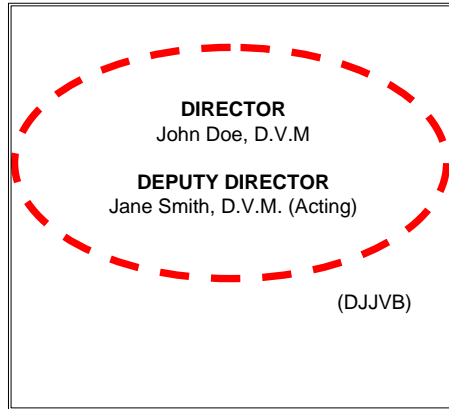 DIRECTOR
John Doe, D.V.M
DEPUTY DIRECTOR
Jane Smith, D.V.M. (Acting)
(DJJVB)